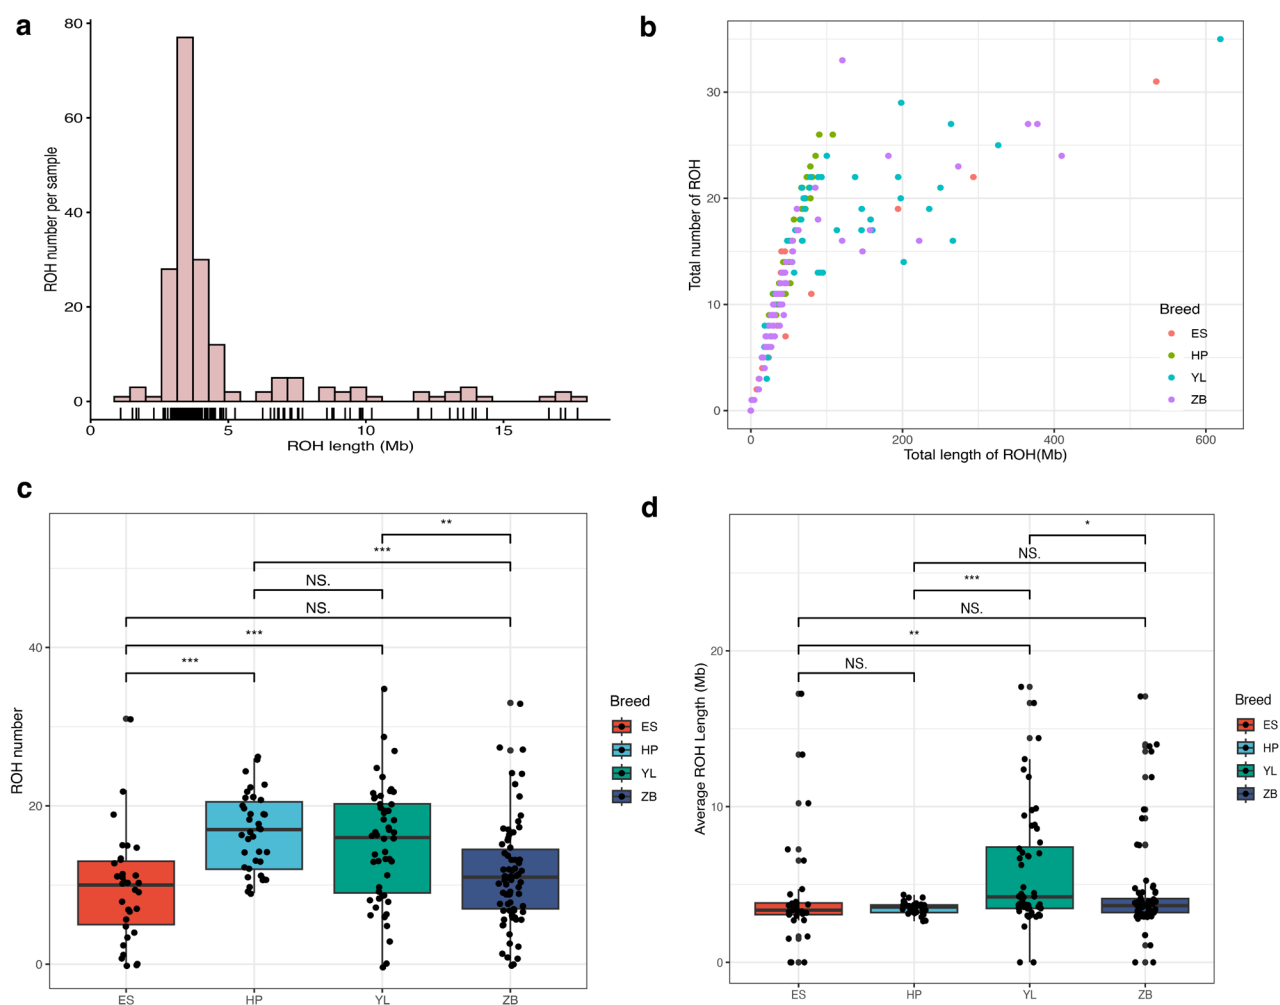 a
ROH number per sample
80
60
40
20
0
0
5
10
15
ROH length (Mb)
b
Total number of ROH
30
20
10
0
0
200
400
600
Total length of ROH(Mb)
Breed
ES
HP
YL
ZB
c
ROH number
40
20
0
**
***
NS.
NS.
***
***
ES
HP
YL
ZB
Breed
ES
HP
YL
ZB
d
Average ROH Length (Mb)
20
10
0
*
NS.
***
NS.
**
NS.
ES
HP
YL
ZB
Breed
ES
HP
YL
ZB